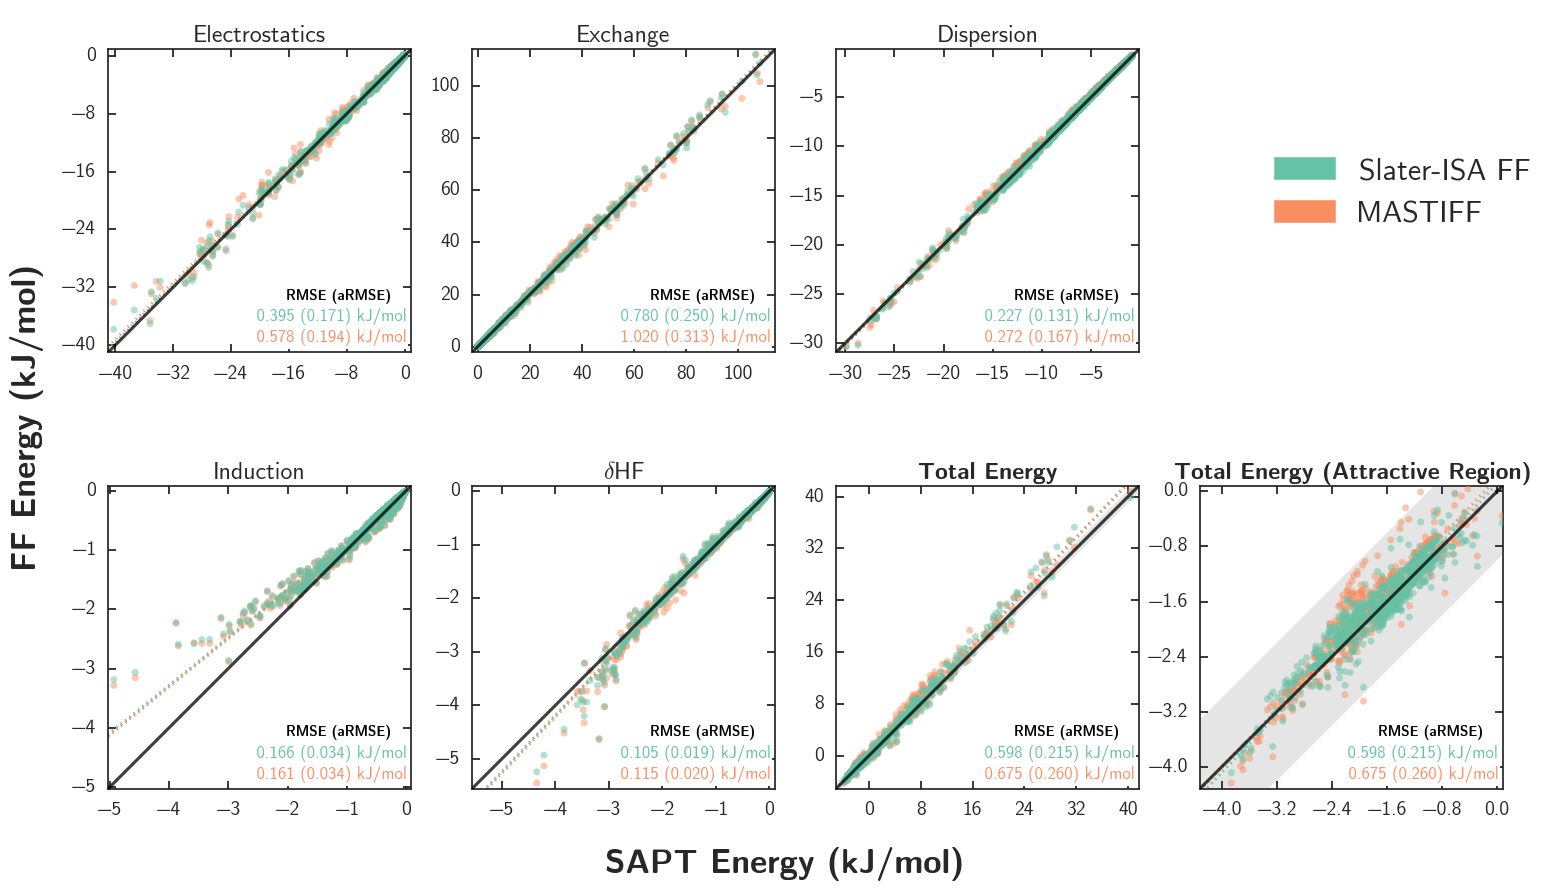 FF Energy (kJ/mol)
Electrostatics
0
−8
−16
−24
−32
−40
−40 −32 −24 −16 −8 0
RMSE (aRMSE)
0.395 (0.171) kJ/mol
0.578 (0.194) kJ/mol
Exchange
100
80
60
40
20
0
0 20 40 60 80 100
RMSE (aRMSE)
0.780 (0.250) kJ/mol
1.020 (0.313) kJ/mol
Dispersion
−5
−10
−15
−20
−25
−30
−30 −25 −20 −15 −10 −5
RMSE (aRMSE)
0.227 (0.131) kJ/mol
0.272 (0.167) kJ/mol
Slater-ISA FF
MASTIFF
Induction
0
−1
−2
−3
−4
−5
−5 −4 −3 −2 −1 0
RMSE (aRMSE)
0.166 (0.034) kJ/mol
0.161 (0.034) kJ/mol
δHF
0
−1
−2
−3
−4
−5
−5 −4 −3 −2 −1 0
RMSE (aRMSE)
0.105 (0.019) kJ/mol
0.115 (0.020) kJ/mol
Total Energy
40
32
24
16
8
0
0 8 16 24 32 40
RMSE (aRMSE)
0.598 (0.215) kJ/mol
0.675 (0.260) kJ/mol
Total Energy (Attractive Region)
0.0
−0.8
−1.6
−2.4
−3.2
−4.0
−4.0 −3.2 −2.4 −1.6 −0.8 0.0
RMSE (aRMSE)
0.598 (0.215) kJ/mol
0.675 (0.260) kJ/mol
SAPT Energy (kJ/mol)